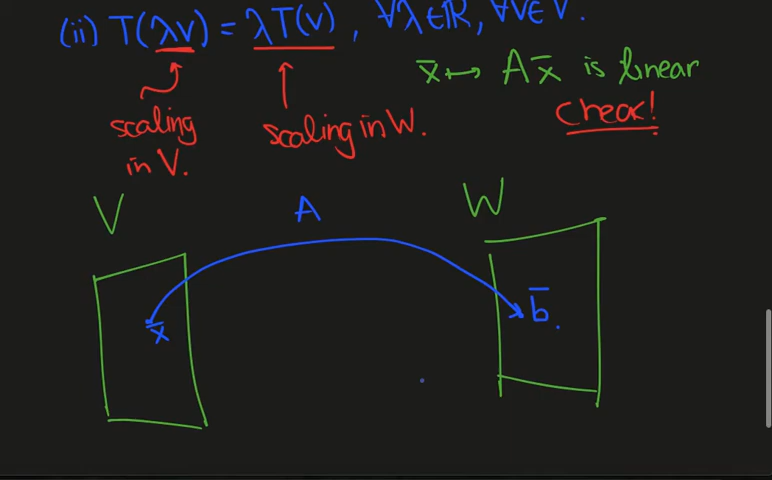 (ii) T(λv) = λT(v), ∀λ∈ℝ, ∀v∈V.
x̄ ↦ Ax̄ is linear
check!
scaling
in V.
scaling in W.
V
A
W
x̄
b̄.